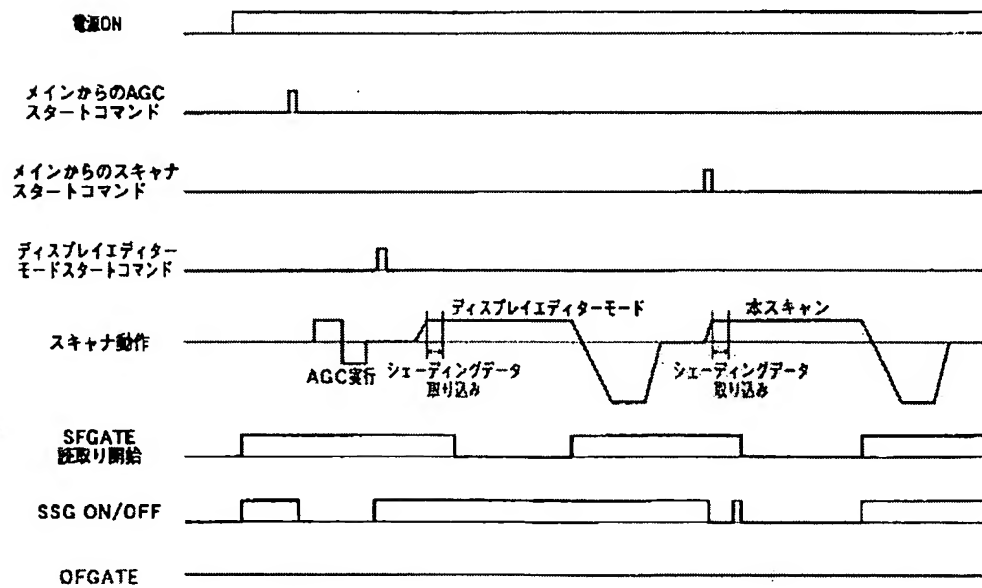 電源ON
メインからのAGC
スタートコマンド
メインからのスキャナ
スタートコマンド
ディスプレイエディター
モードスタートコマンド
ディスプレイエディターモード
本スキャン
スキャナ動作
AGC実行
シェーディングデータ
取り込み
シェーディングデータ
取り込み
SFGATE
読取り開始
SSG ON/OFF
OFGATE